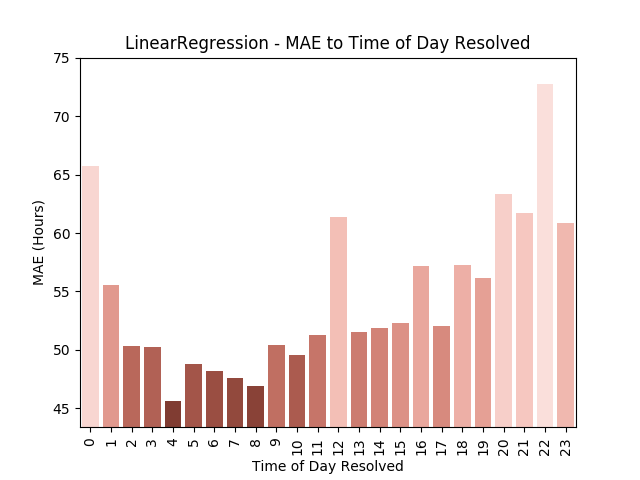 LinearRegression - MAE to Time of Day Resolved
75
70
65
60
55
50
45
MAE (Hours)
0 1 2 3 4 5 6 7 8 9 10 11 12 13 14 15 16 17 18 19 20 21 22 23
Time of Day Resolved